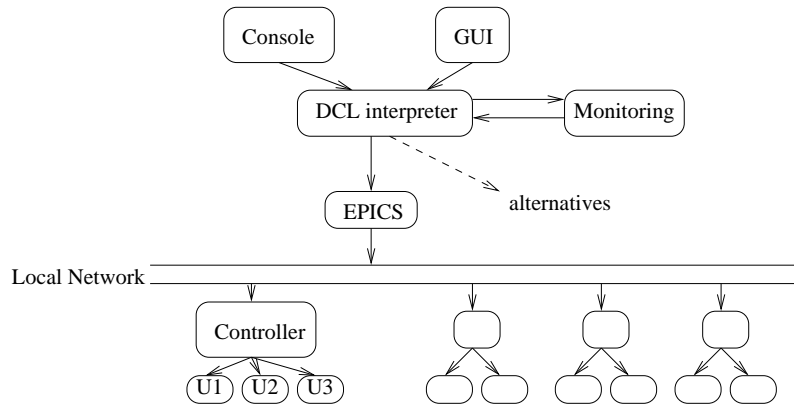 Console
GUI
DCL interpreter
Monitoring
alternatives
EPICS
Local Network
Controller
U1
U2
U3